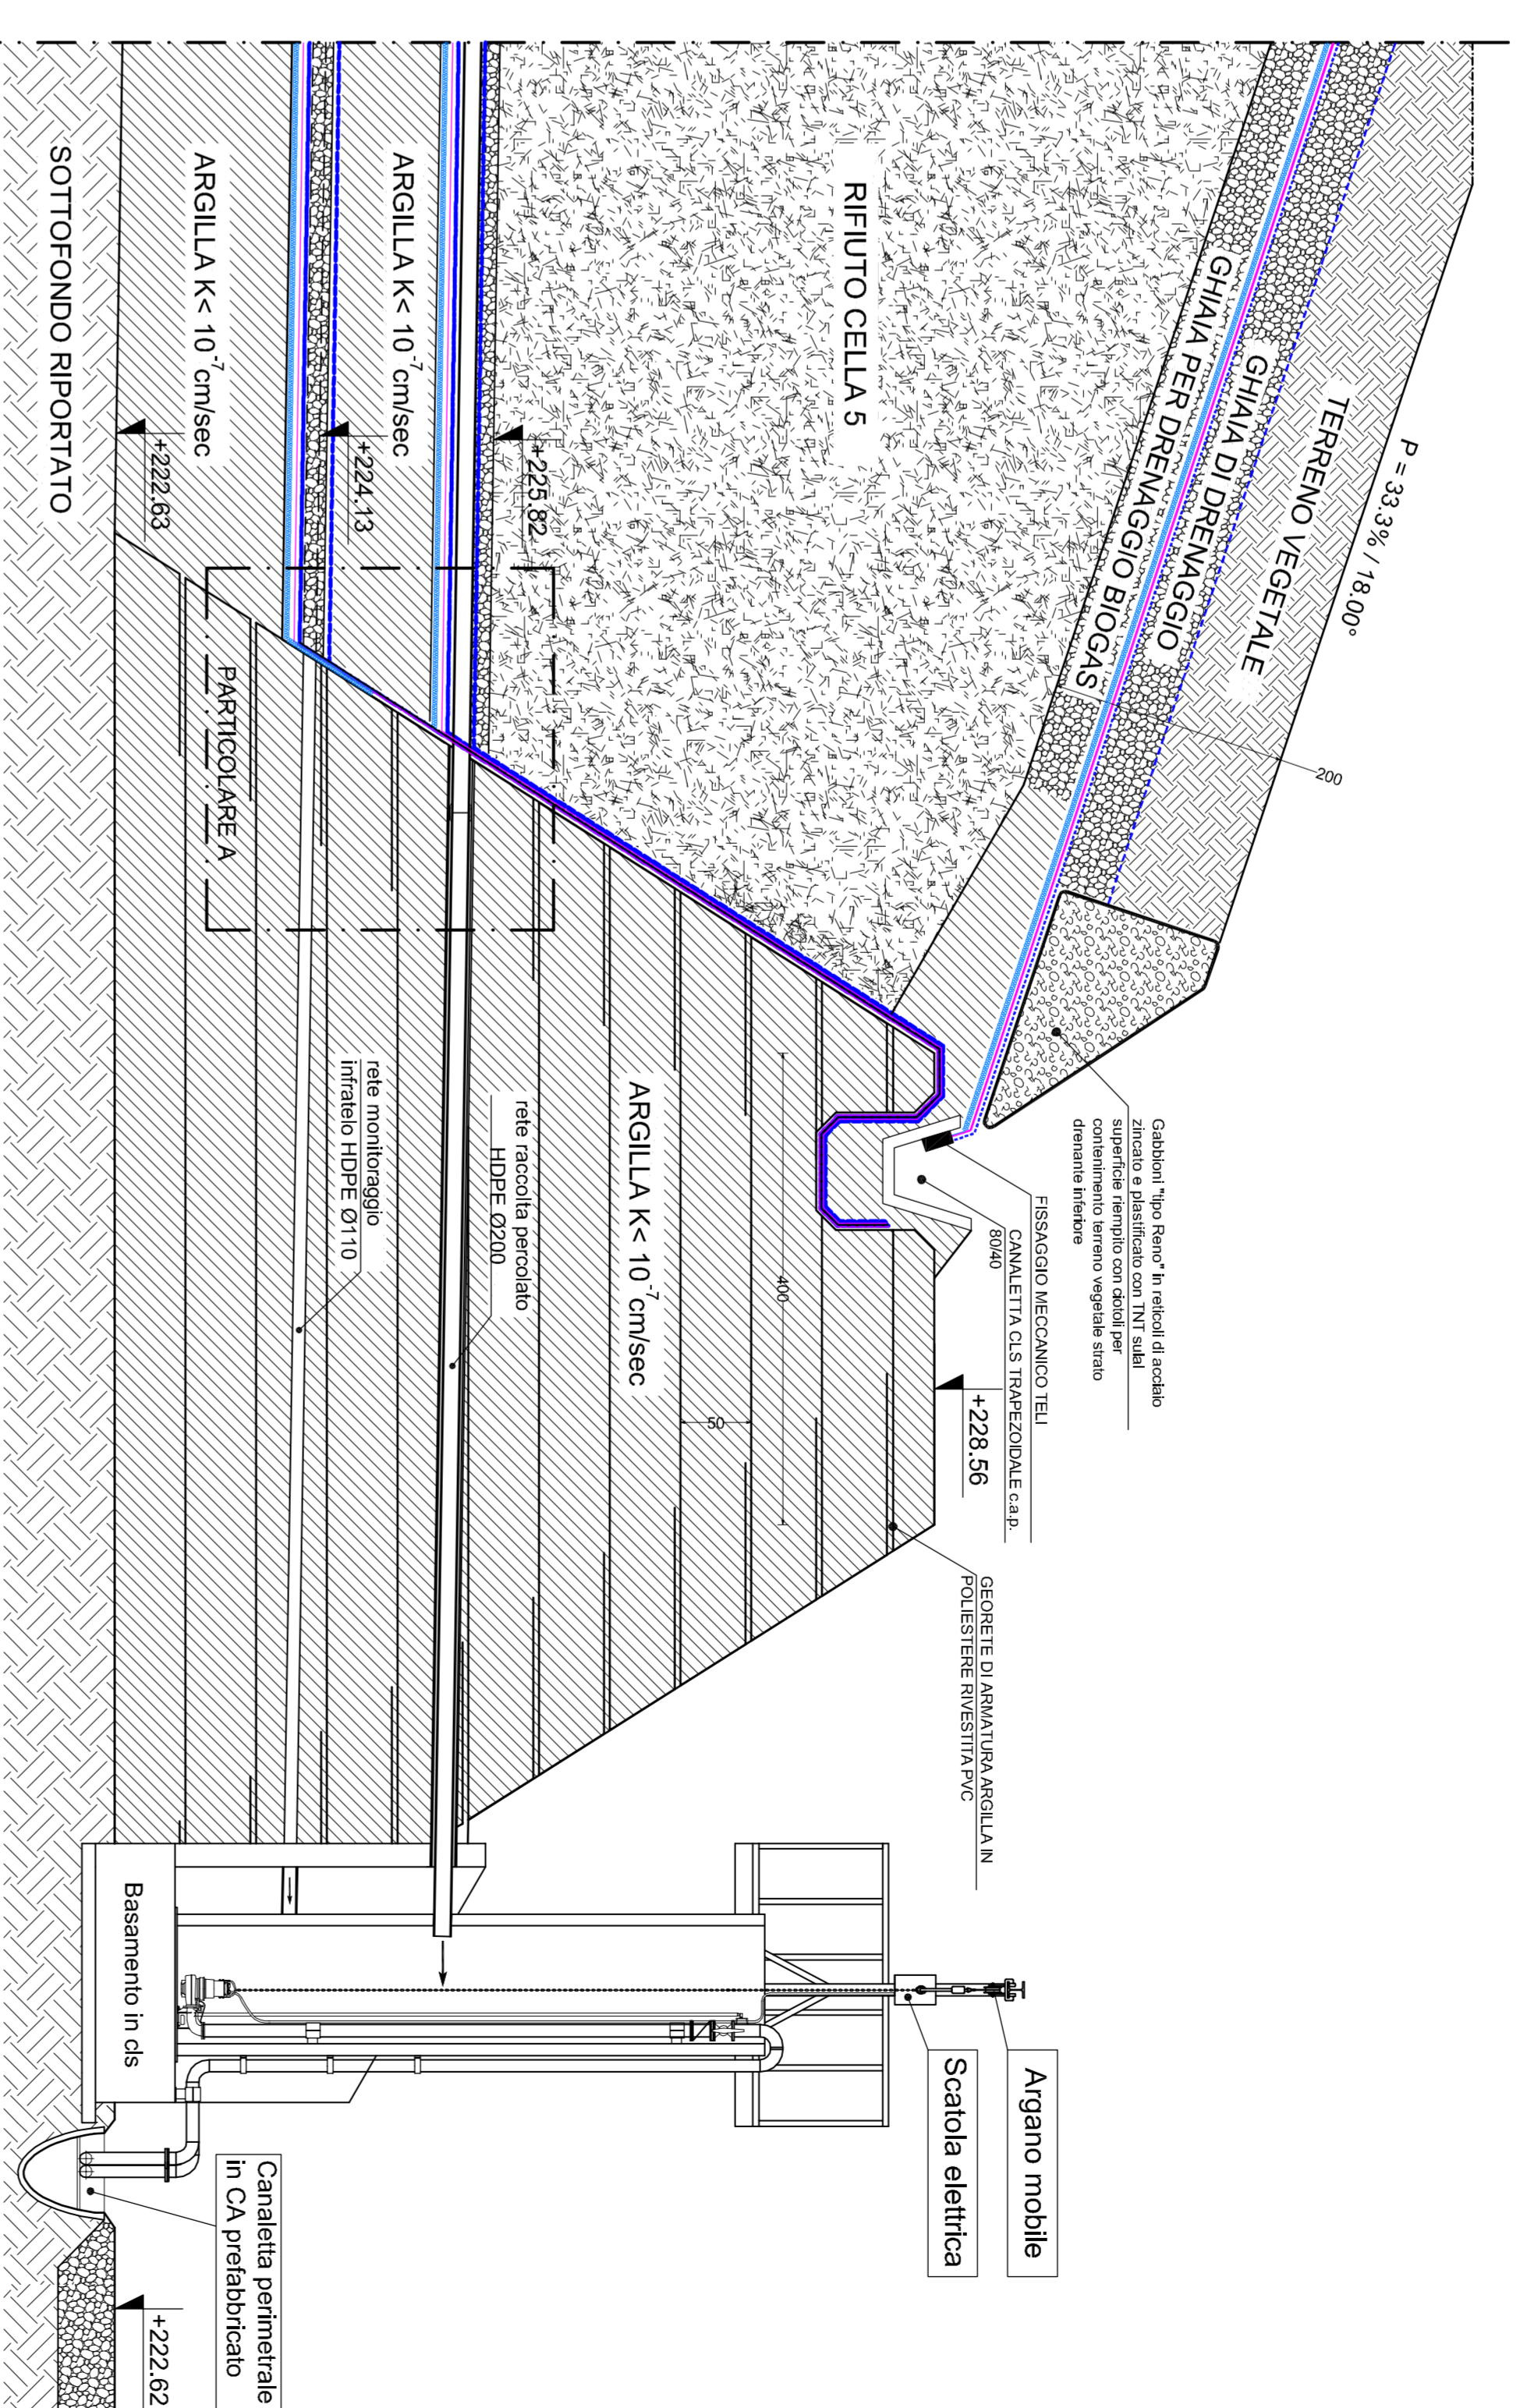 P = 33.3% / 18.00°
TERRENO VEGETALE
GHIAIA DI DRENAGGIO
GHIAIA PER DRENAGGIO BIOGAS
200
RIFIUTO CELLA 5
+225.82
ARGILLA K< 10⁻⁷ cm/sec
+224.13
ARGILLA K< 10⁻⁷ cm/sec
+222.63
SOTTOFONDO RIPORTATO
PARTICOLARE A
Gabbioni "tipo Reno" in reticoli di acciaio
zincato e plastificato con TNT sulal
superficie riempito con ciotoli per
contenimento terreno vegetale strato
drenante inferiore
FISSAGGIO MECCANICO TELI
CANALETTA CLS TRAPEZOIDALE c.a.p.
80/40
+228.56
400
50
GEORETE DI ARMATURA ARGILLA IN
POLIESTERE RIVESTITA PVC
ARGILLA K< 10⁻⁷ cm/sec
rete raccolta percolato
HDPE Ø200
rete monitoraggio
infratelo HDPE Ø110
Argano mobile
Scatola elettrica
Basamento in cls
Canaletta perimetrale
in CA prefabbricato
+222.62